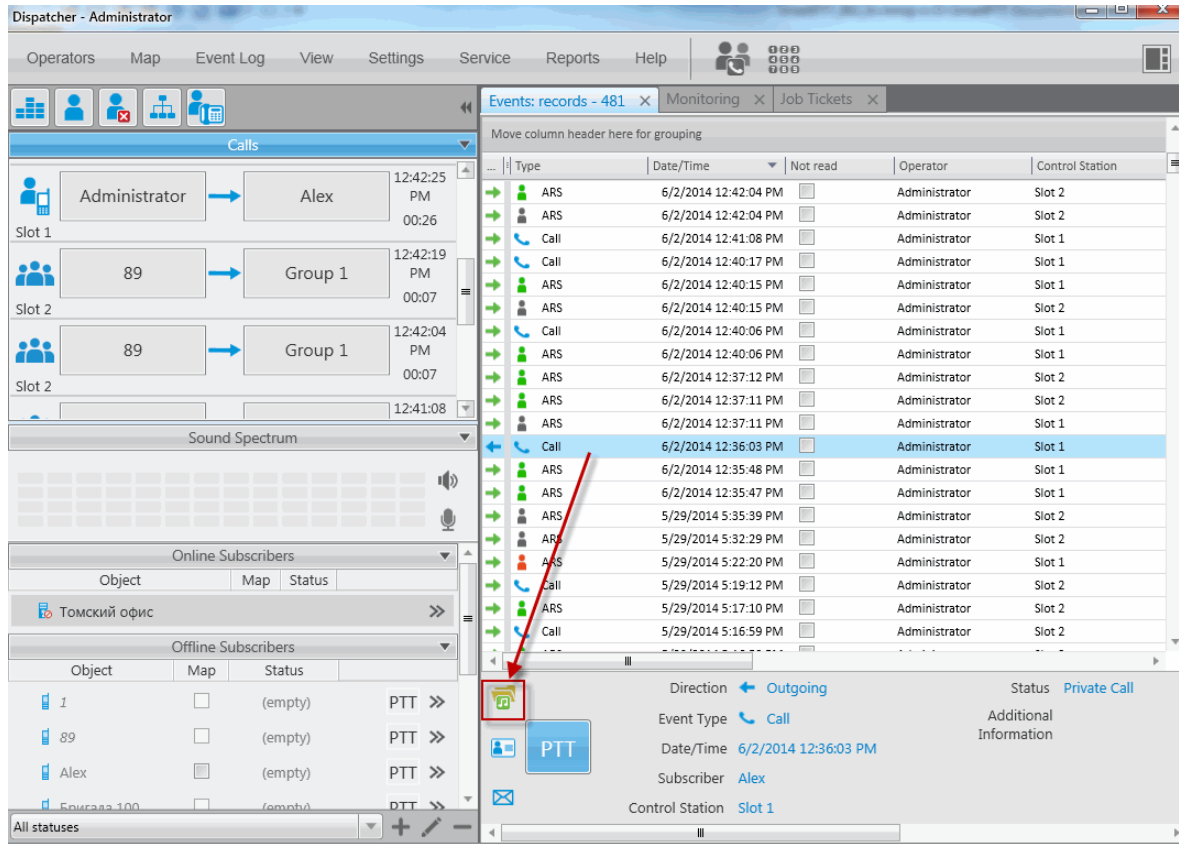 Dispatcher - Administrator
Operators Map Event Log View Settings Service Reports Help
Calls
Administrator Alex 12:42:25 PM 00:26
Slot 1
89 Group 1 12:42:19 PM 00:07
Slot 2
89 Group 1 12:42:04 PM 00:07
Slot 2
12:41:08
Sound Spectrum
Online Subscribers
Object Map Status
Томский офис
Offline Subscribers
Object Map Status
1 (empty) PTT
89 (empty) PTT
Alex (empty) PTT
Бригада 100 (empty) PTT
All statuses
Events: records - 481 Monitoring Job Tickets
Move column header here for grouping
... Type Date/Time Not read Operator Control Station
ARS 6/2/2014 12:42:04 PM Administrator Slot 2
ARS 6/2/2014 12:42:04 PM Administrator Slot 2
Call 6/2/2014 12:41:08 PM Administrator Slot 1
Call 6/2/2014 12:40:17 PM Administrator Slot 1
ARS 6/2/2014 12:40:15 PM Administrator Slot 1
ARS 6/2/2014 12:40:15 PM Administrator Slot 2
Call 6/2/2014 12:40:06 PM Administrator Slot 1
ARS 6/2/2014 12:40:06 PM Administrator Slot 1
ARS 6/2/2014 12:37:12 PM Administrator Slot 2
ARS 6/2/2014 12:37:11 PM Administrator Slot 2
ARS 6/2/2014 12:37:11 PM Administrator Slot 1
Call 6/2/2014 12:36:03 PM Administrator Slot 1
ARS 6/2/2014 12:35:48 PM Administrator Slot 1
ARS 6/2/2014 12:35:47 PM Administrator Slot 1
ARS 5/29/2014 5:35:39 PM Administrator Slot 2
ARS 5/29/2014 5:32:29 PM Administrator Slot 2
ARS 5/29/2014 5:22:20 PM Administrator Slot 1
Call 5/29/2014 5:19:12 PM Administrator Slot 2
ARS 5/29/2014 5:17:10 PM Administrator Slot 2
Call 5/29/2014 5:16:59 PM Administrator Slot 2
PTT
Direction Outgoing Status Private Call
Event Type Call Additional Information
Date/Time 6/2/2014 12:36:03 PM
Subscriber Alex
Control Station Slot 1